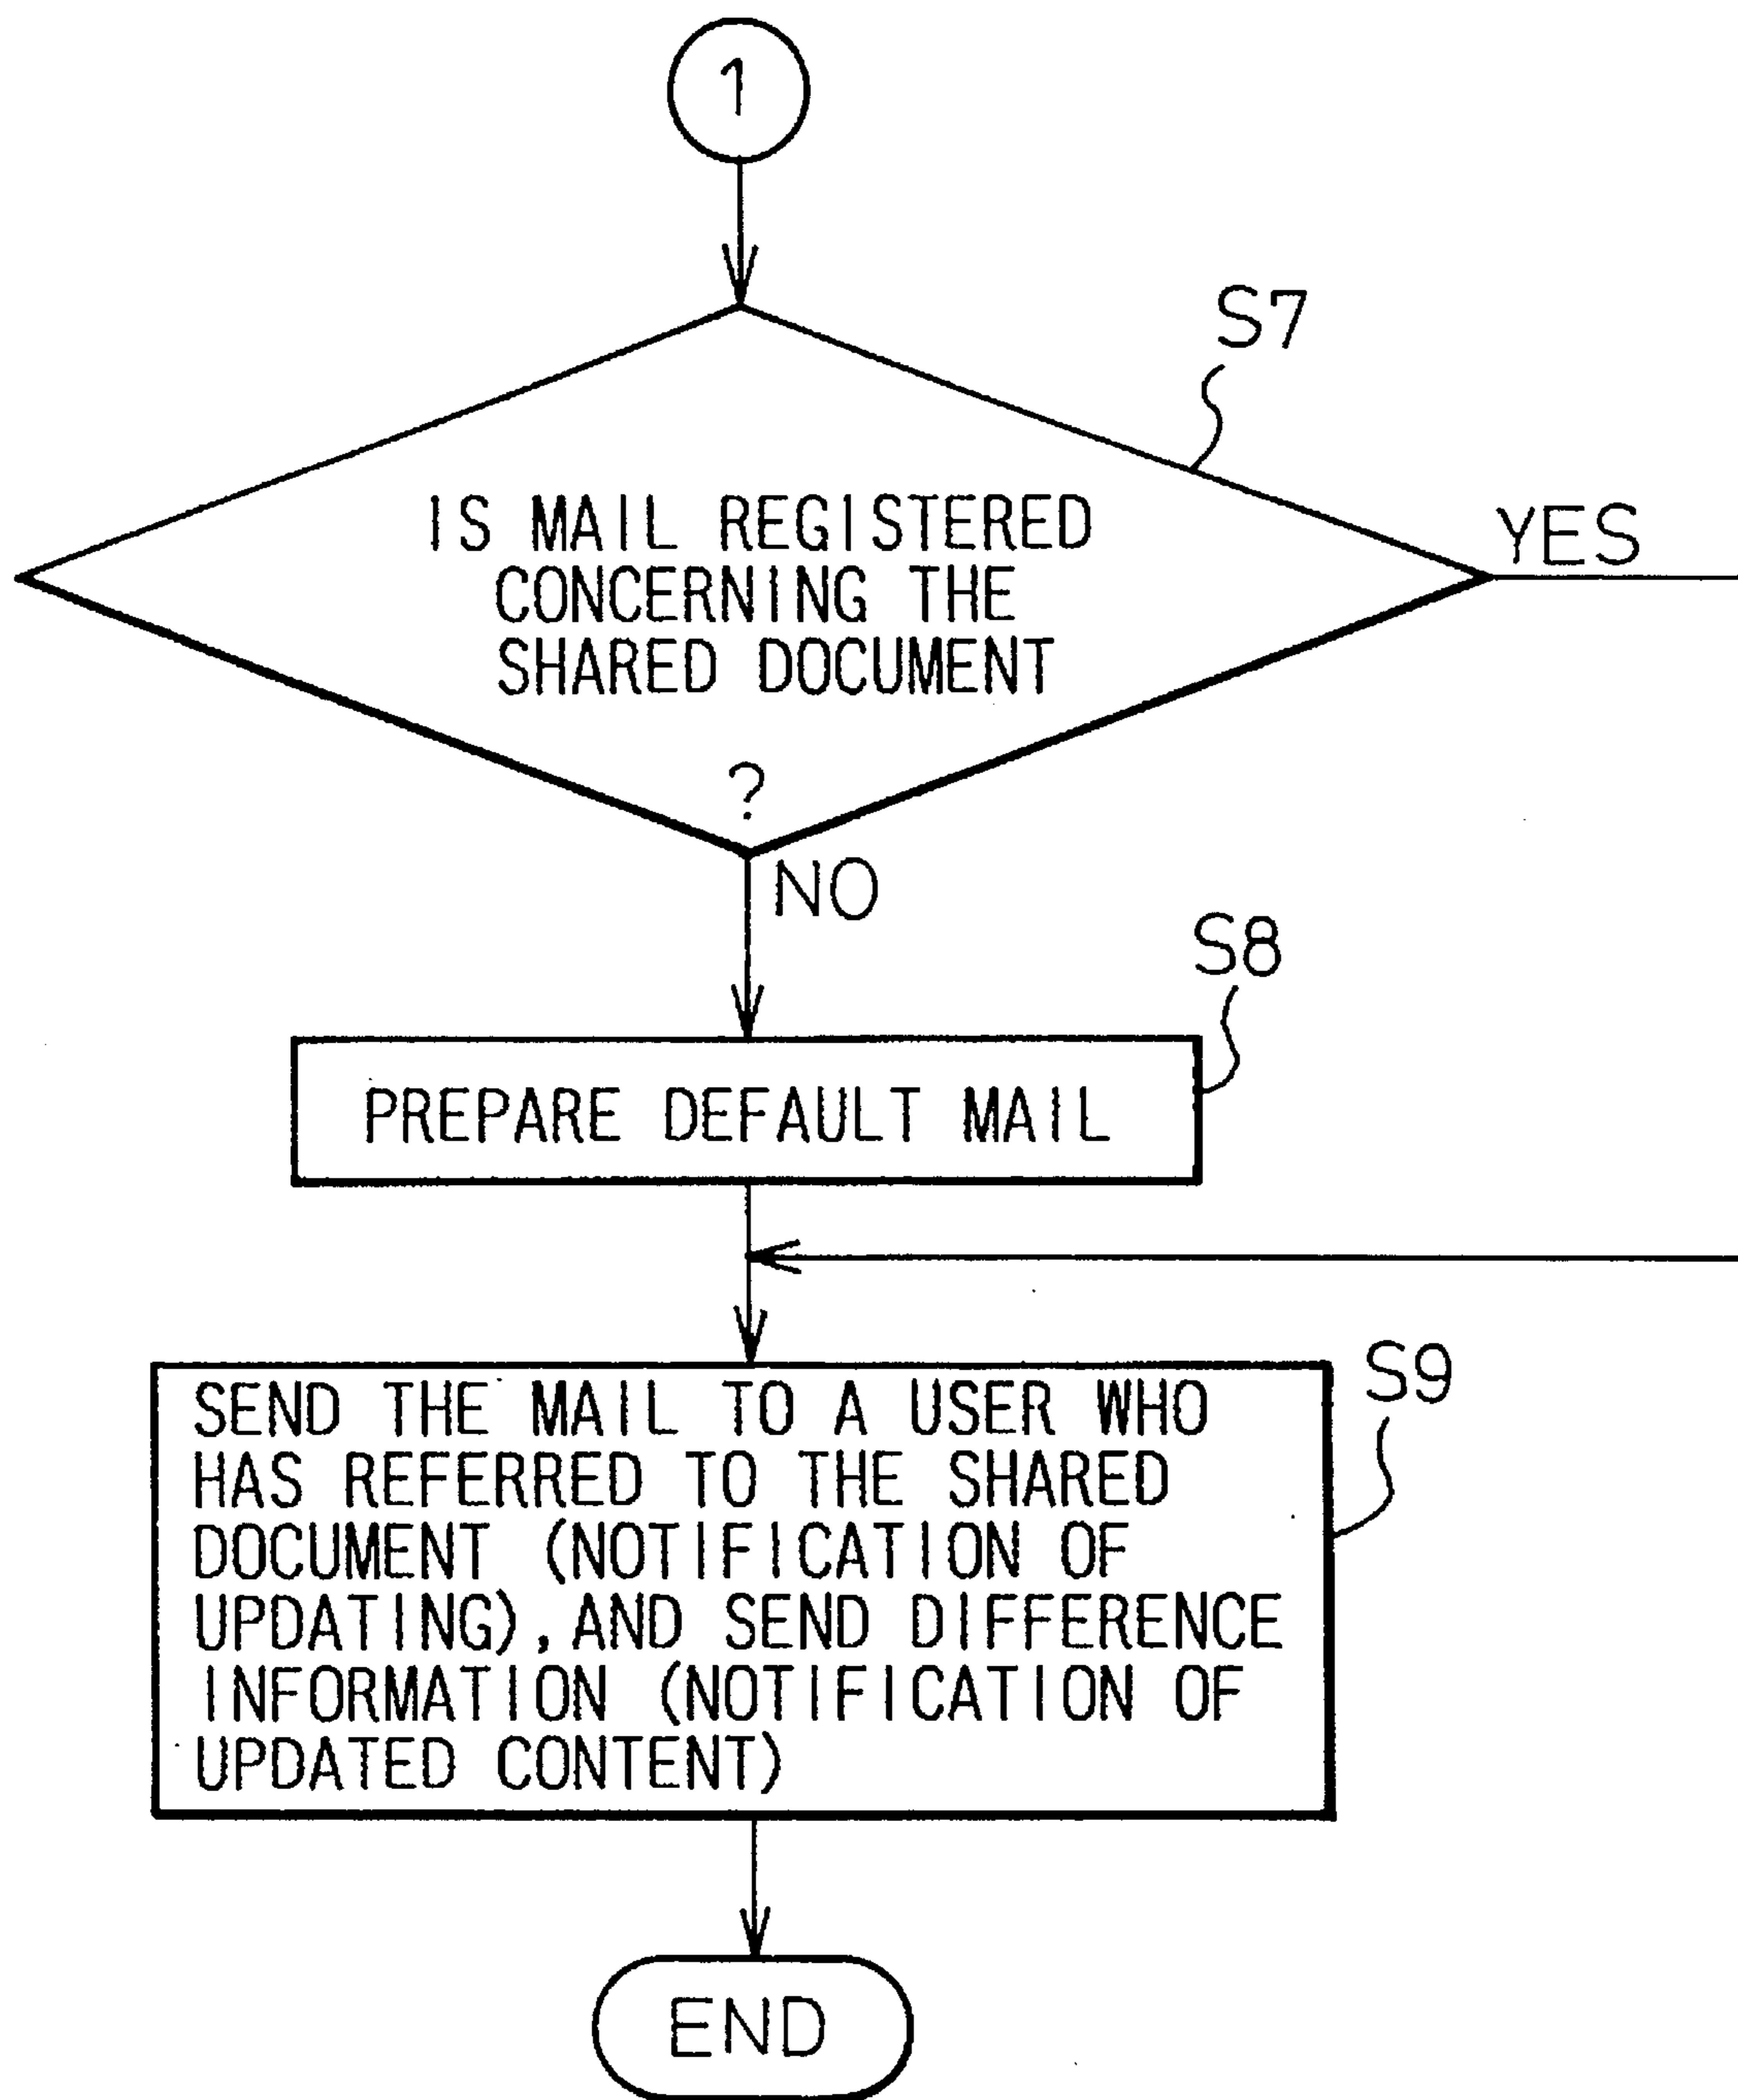 1
S7
IS MAIL REGISTERED
CONCERNING THE
SHARED DOCUMENT
?
YES
NO
S8
PREPARE DEFAULT MAIL
S9
SEND THE MAIL TO A USER WHO
HAS REFERRED TO THE SHARED
DOCUMENT (NOTIFICATION OF
UPDATING), AND SEND DIFFERENCE
INFORMATION (NOTIFICATION OF
UPDATED CONTENT)
END